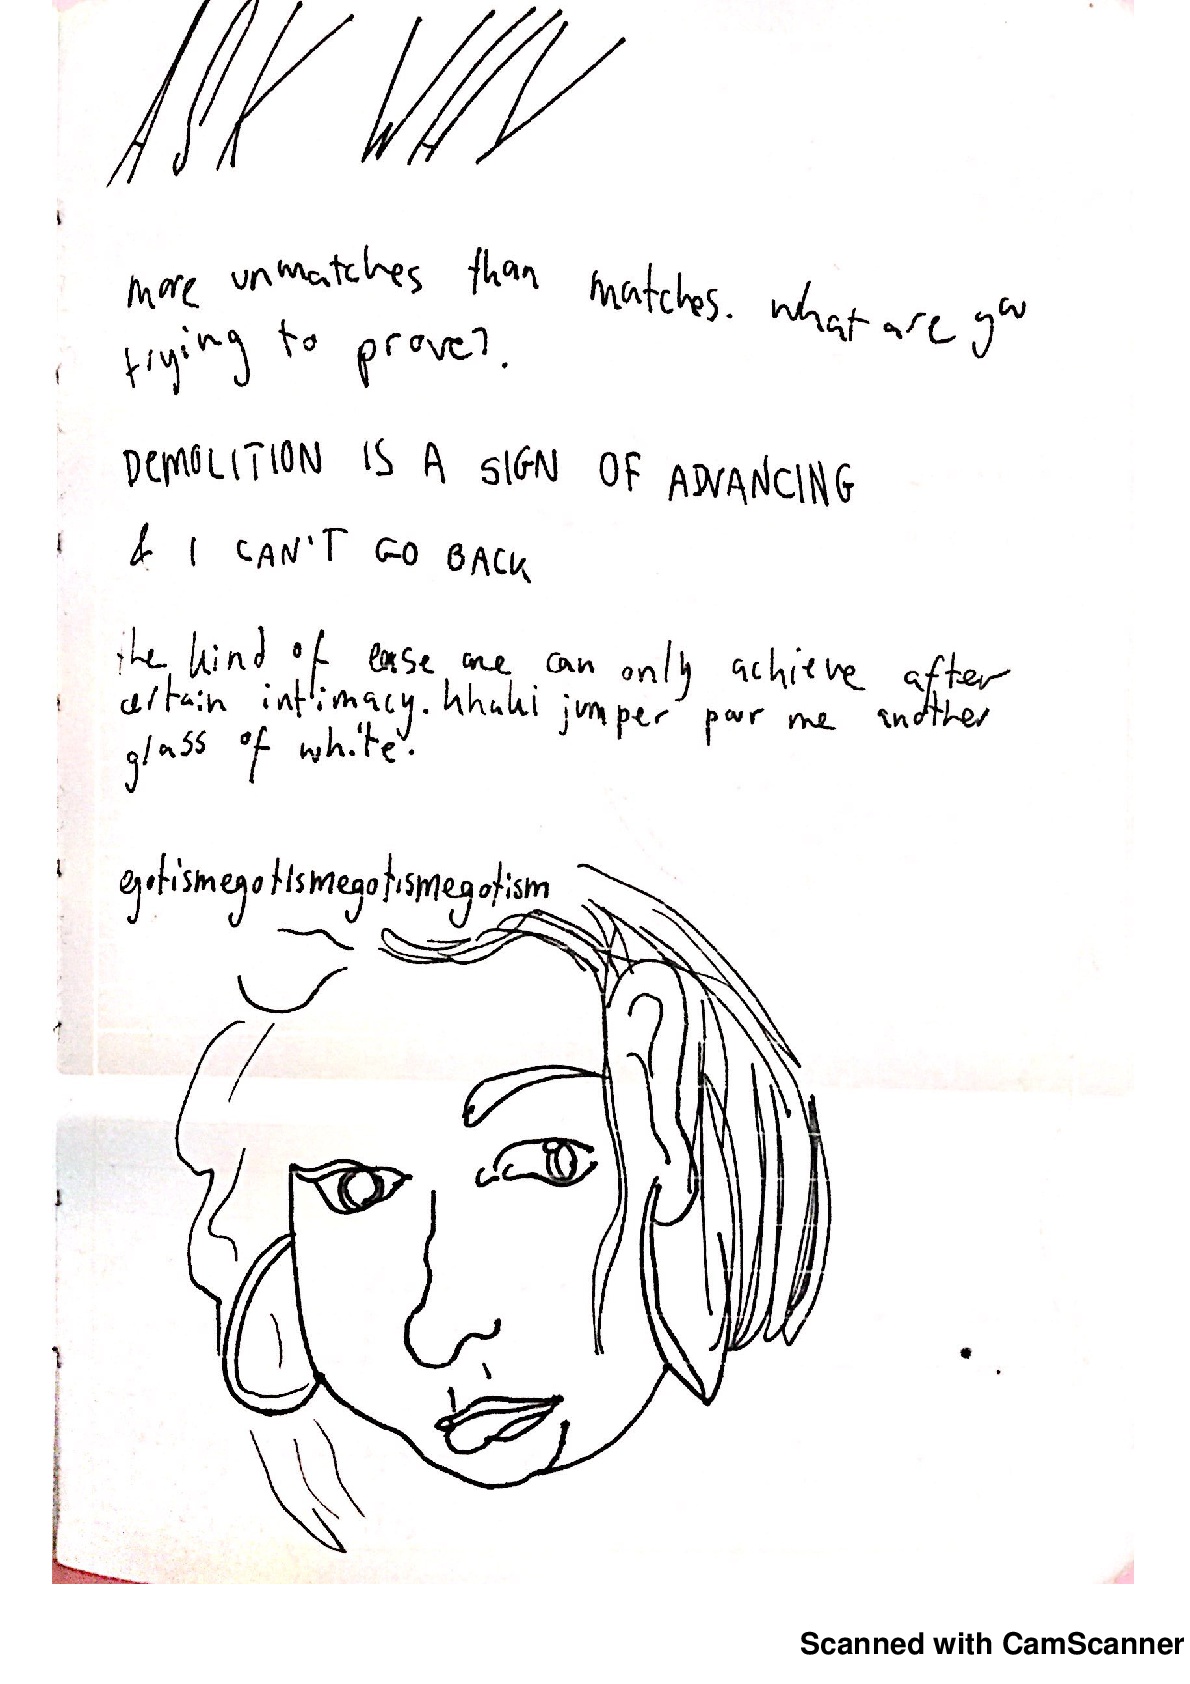 ASK WHY
more unmatches than matches. what are you
trying to prove?.
DEMOLITION IS A SIGN OF ADVANCING
& I CAN'T GO BACK
the kind of ease one can only achieve after
certain intimacy. khaki jumper pour me another
glass of white.
egotismegotismegotismegotism
Scanned with CamScanner